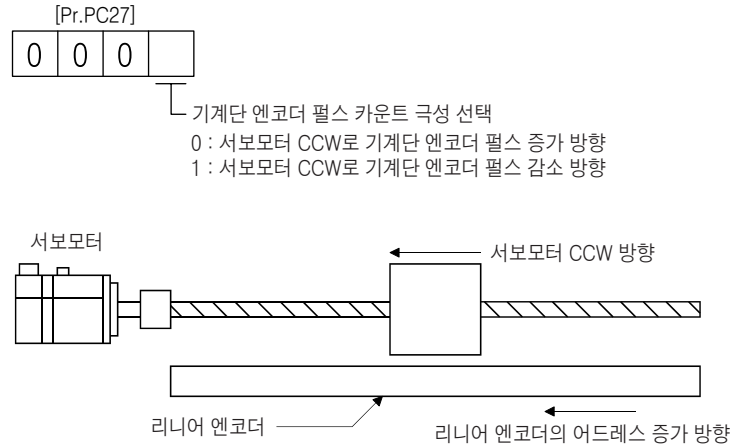 [Pr.PC27]
0 0 0
기계단 엔코더 펄스 카운트 극성 선택
0 : 서보모터 CCW로 기계단 엔코더 펄스 증가 방향
1 : 서보모터 CCW로 기계단 엔코더 펄스 감소 방향
서보모터
서보모터 CCW 방향
리니어 엔코더
리니어 엔코더의 어드레스 증가 방향